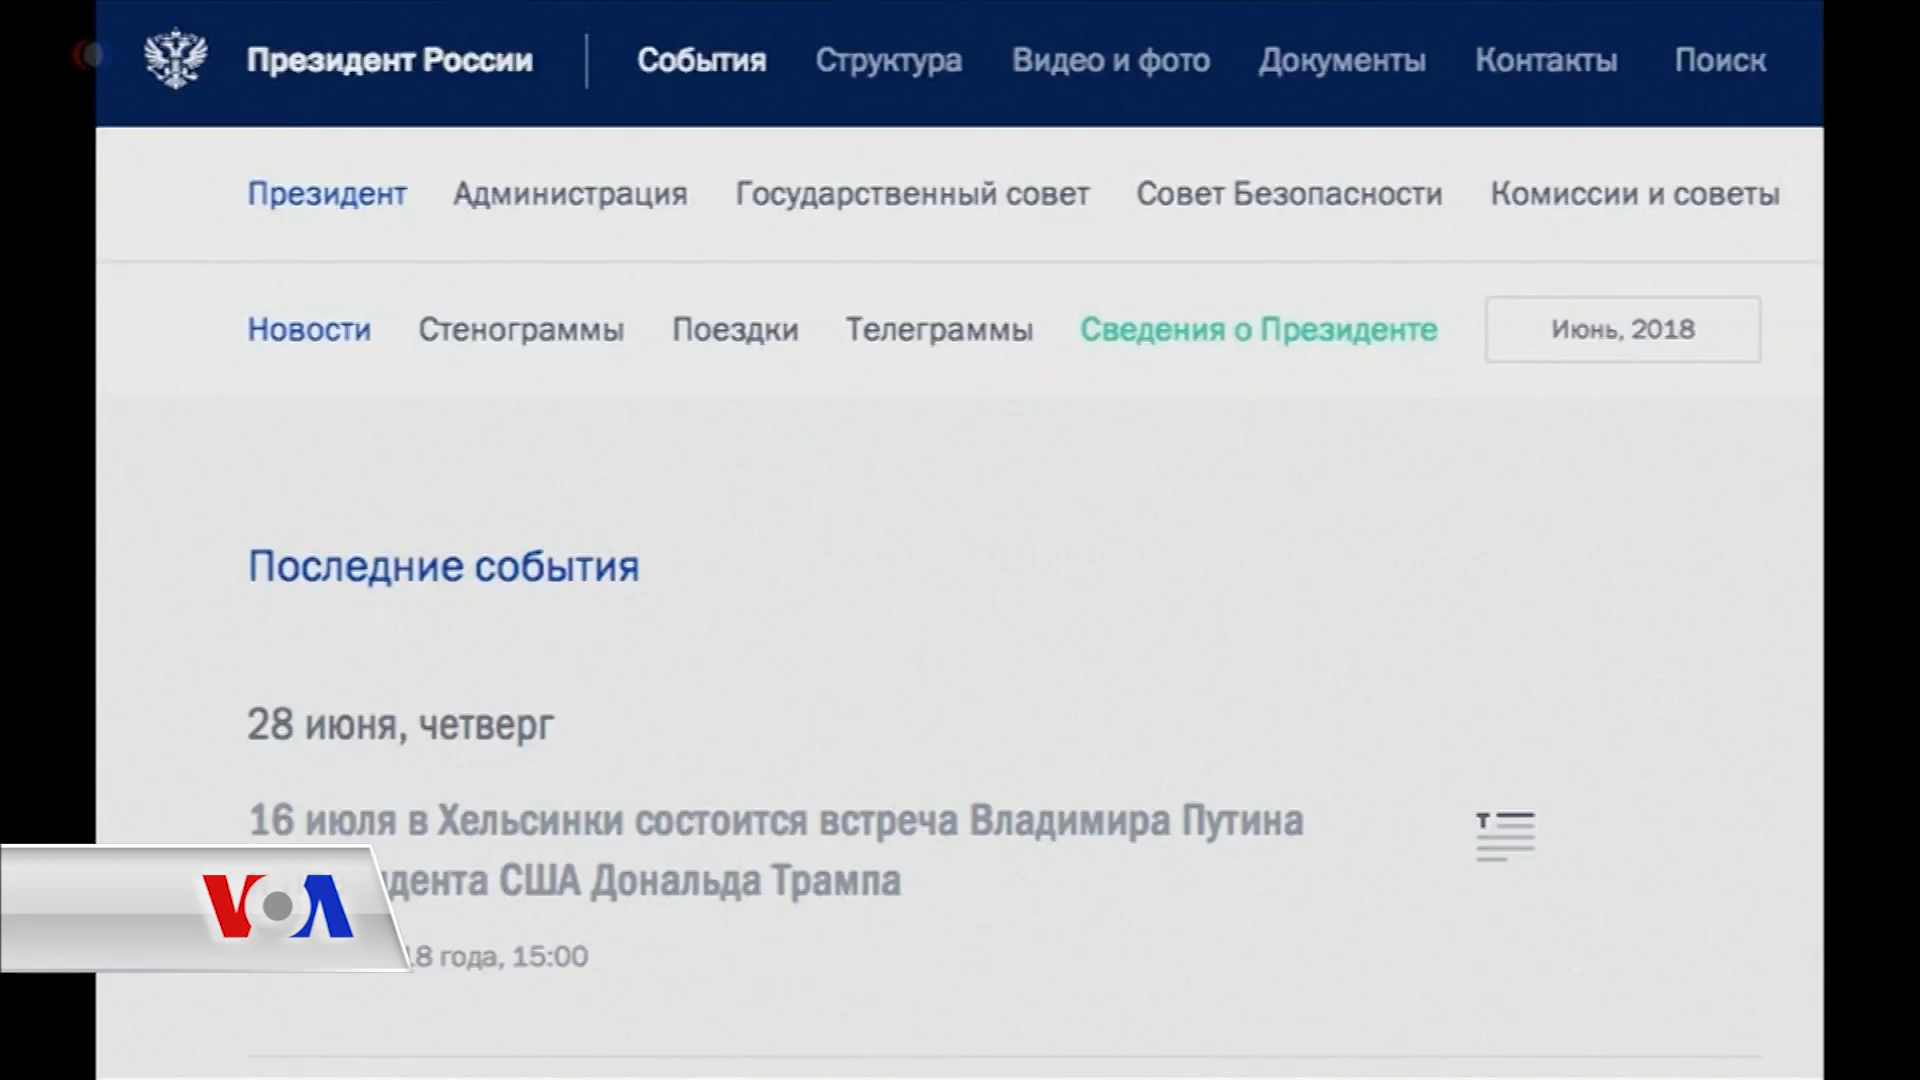 Президент России
События Структура Видео и фото Документы Контакты Поиск
Президент Администрация Государственный совет Совет Безопасности Комиссии и советы
Новости Стенограммы Поездки Телеграммы Сведения о Президенте Июнь, 2018
Последние события
28 июня, четверг
16 июля в Хельсинки состоится встреча Владимира Путина
США Дональда Трампа
года, 15:00
VOA